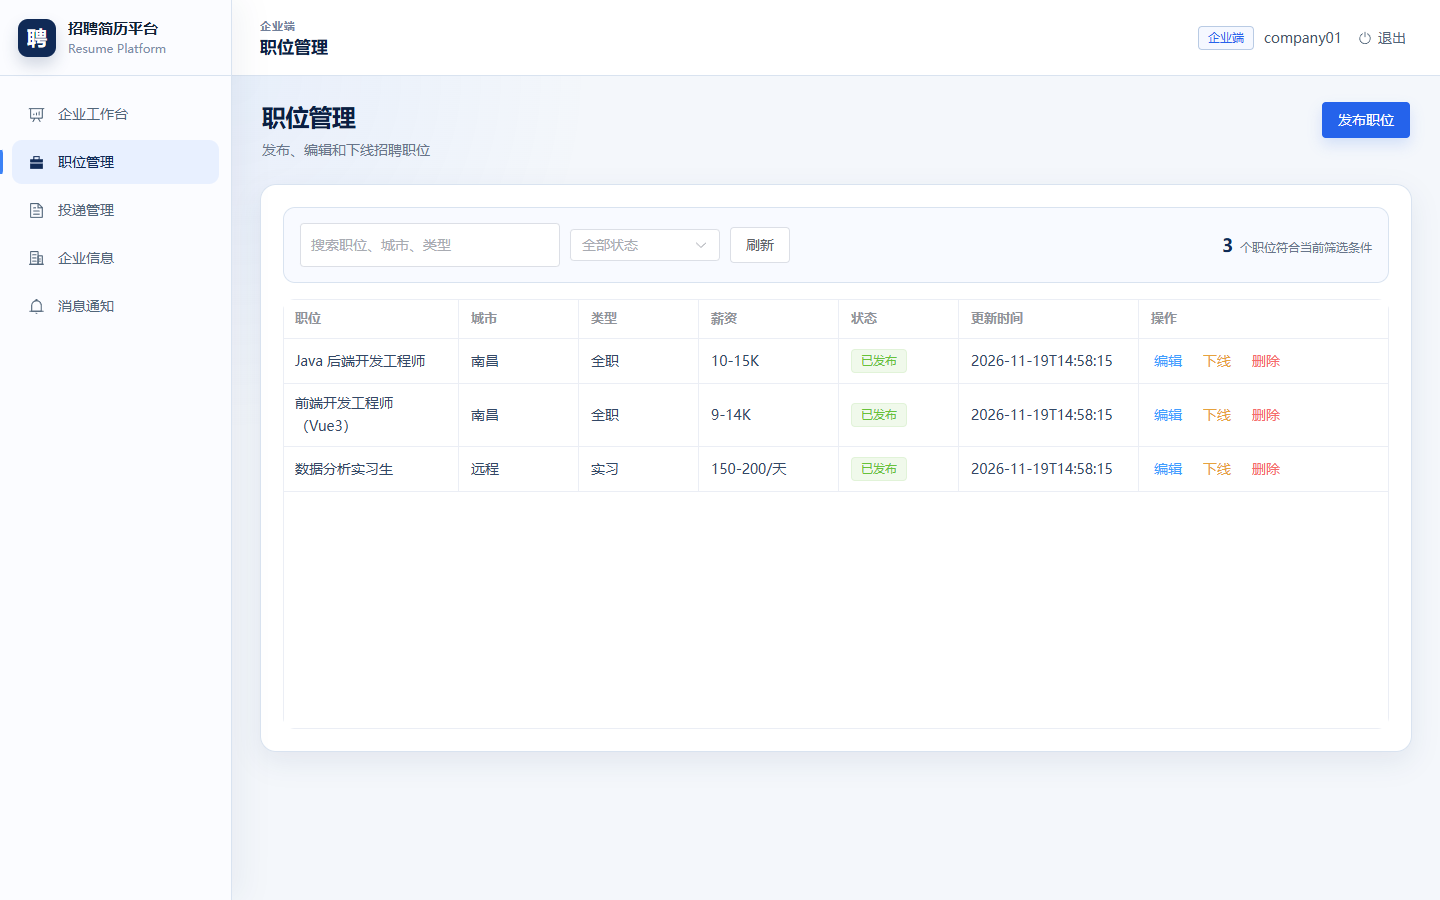 聘
招聘简历平台
Resume Platform
企业工作台
职位管理
投递管理
企业信息
消息通知
企业端
职位管理
企业端 company01 退出
职位管理
发布、编辑和下线招聘职位
发布职位
搜索职位、城市、类型 全部状态 刷新 3 个职位符合当前筛选条件
职位 城市 类型 薪资 状态 更新时间 操作
Java 后端开发工程师 南昌 全职 10-15K 已发布 2026-11-19T14:58:15 编辑 下线 删除
前端开发工程师
（Vue3） 南昌 全职 9-14K 已发布 2026-11-19T14:58:15 编辑 下线 删除
数据分析实习生 远程 实习 150-200/天 已发布 2026-11-19T14:58:15 编辑 下线 删除